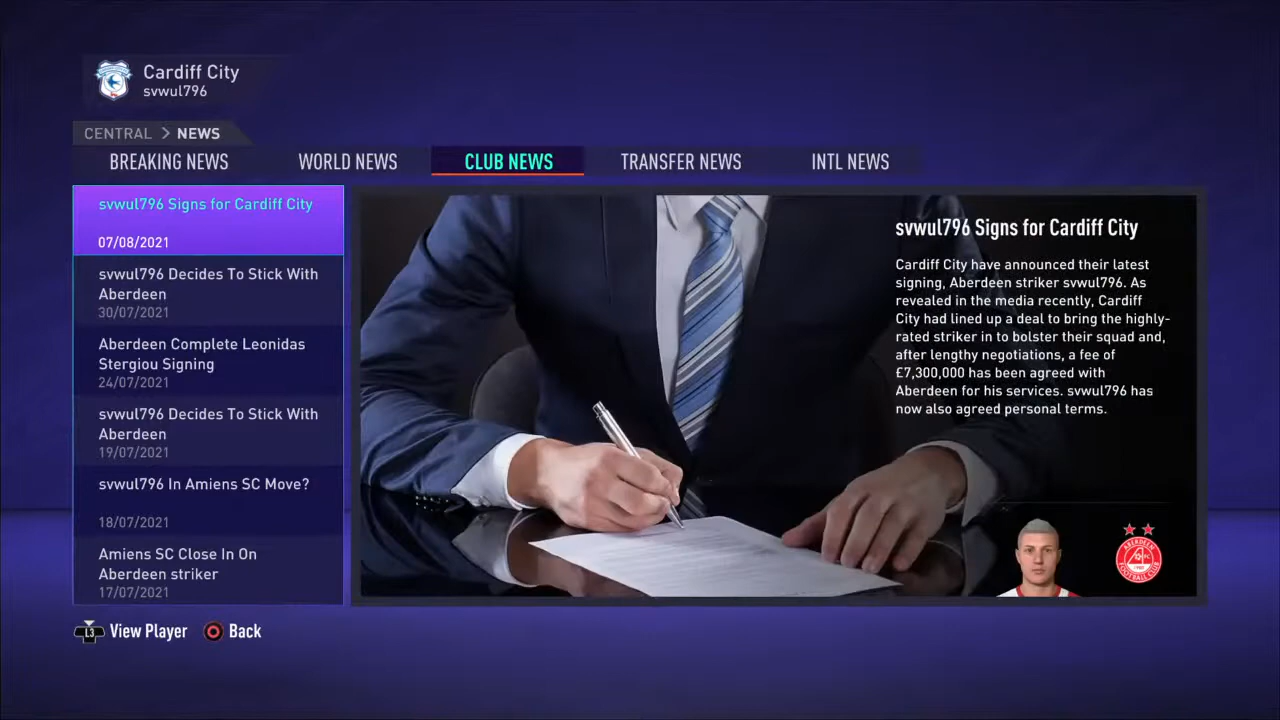 Cardiff City
svwul796
CENTRAL > NEWS
BREAKING NEWS
WORLD NEWS
CLUB NEWS
TRANSFER NEWS
INTL NEWS
svwul796 Signs for Cardiff City
07/08/2021
svwul796 Decides To Stick With
Aberdeen
30/07/2021
Aberdeen Complete Leonidas
Stergiou Signing
24/07/2021
svwul796 Decides To Stick With
Aberdeen
19/07/2021
svwul796 In Amiens SC Move?
18/07/2021
Amiens SC Close In On
Aberdeen striker
17/07/2021
svwul796 Signs for Cardiff City
Cardiff City have announced their latest
signing, Aberdeen striker svwul796. As
revealed in the media recently, Cardiff
City had lined up a deal to bring the highly-
rated striker in to bolster their squad and,
after lengthy negotiations, a fee of
£7,300,000 has been agreed with
Aberdeen for his services. svwul796 has
now also agreed personal terms.
ABERDEEN
FOOTBALL CLUB
L3 View Player
Back